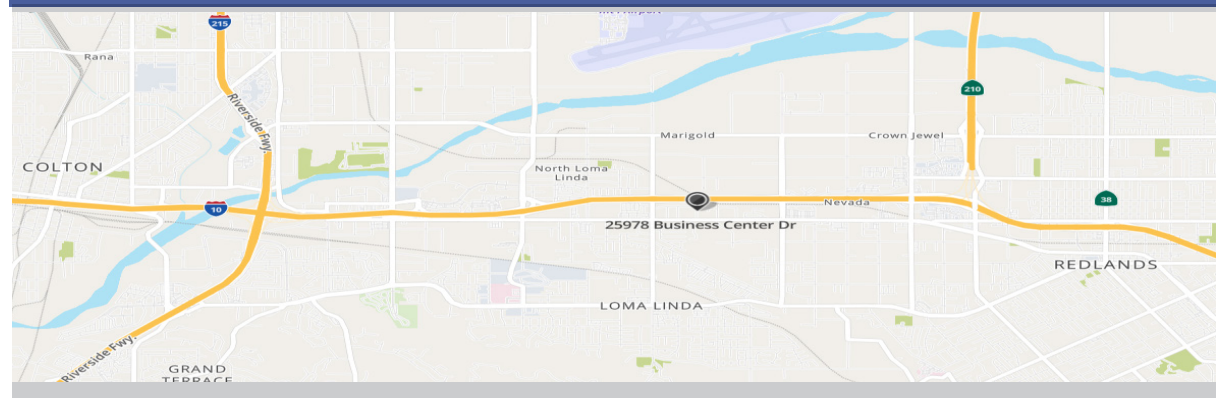 215
Rana
Riverside Fwy.
210
Marigold
Crown Jewel
COLTON
North Loma
Linda
10
Nevada
38
25978 Business Center Dr
REDLANDS
LOMA LINDA
Riverside Fwy.
GRAND
TERRACE